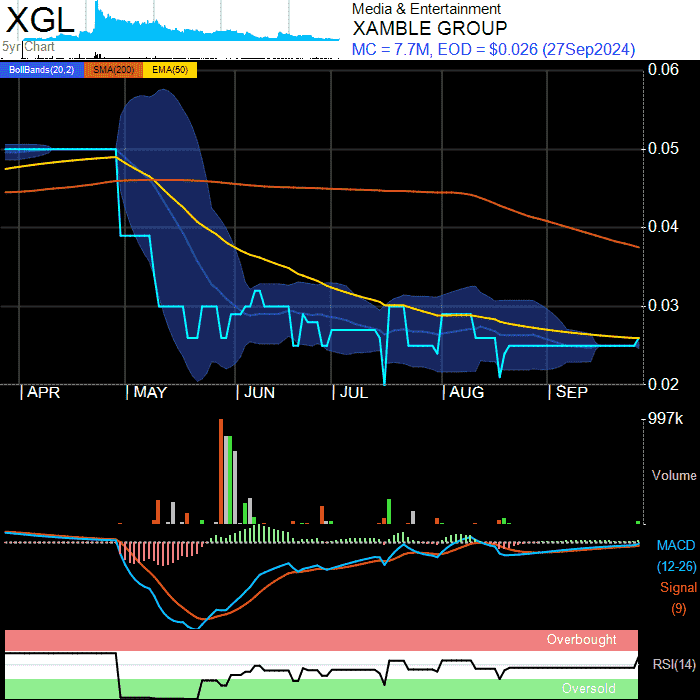 XGL
5yr Chart
Media & Entertainment
XAMBLE GROUP
MC = 7.7M, EOD = $0.026 (27Sep2024)
BollBands(20,2) SMA(200) EMA(50)
0.06
0.05
0.04
0.03
0.02
APR MAY JUN JUL AUG SEP
997k
Volume
MACD
(12-26)
Signal
(9)
Overbought
RSI(14)
Oversold